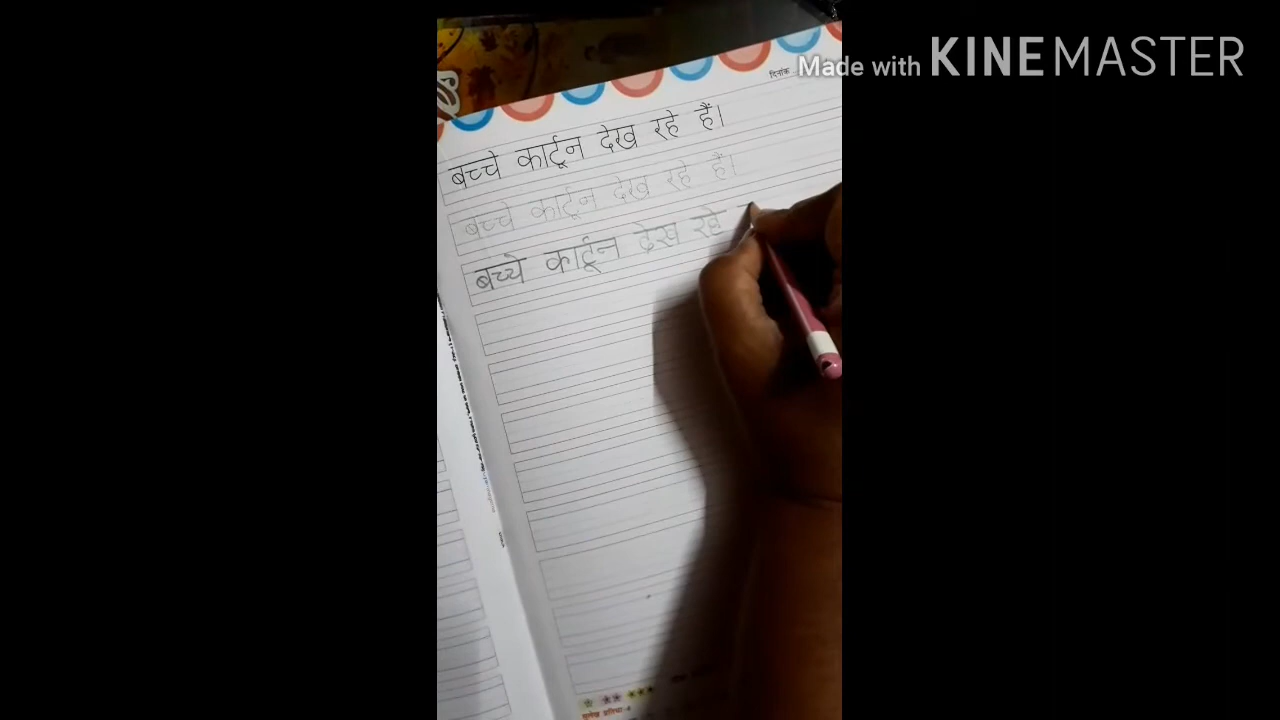 Made with KINEMASTER
दिनांक
बच्चे कार्टून देख रहे हैं।
बच्चे कार्टून देख रहे हैं।
बच्चे कार्टून देख रहे